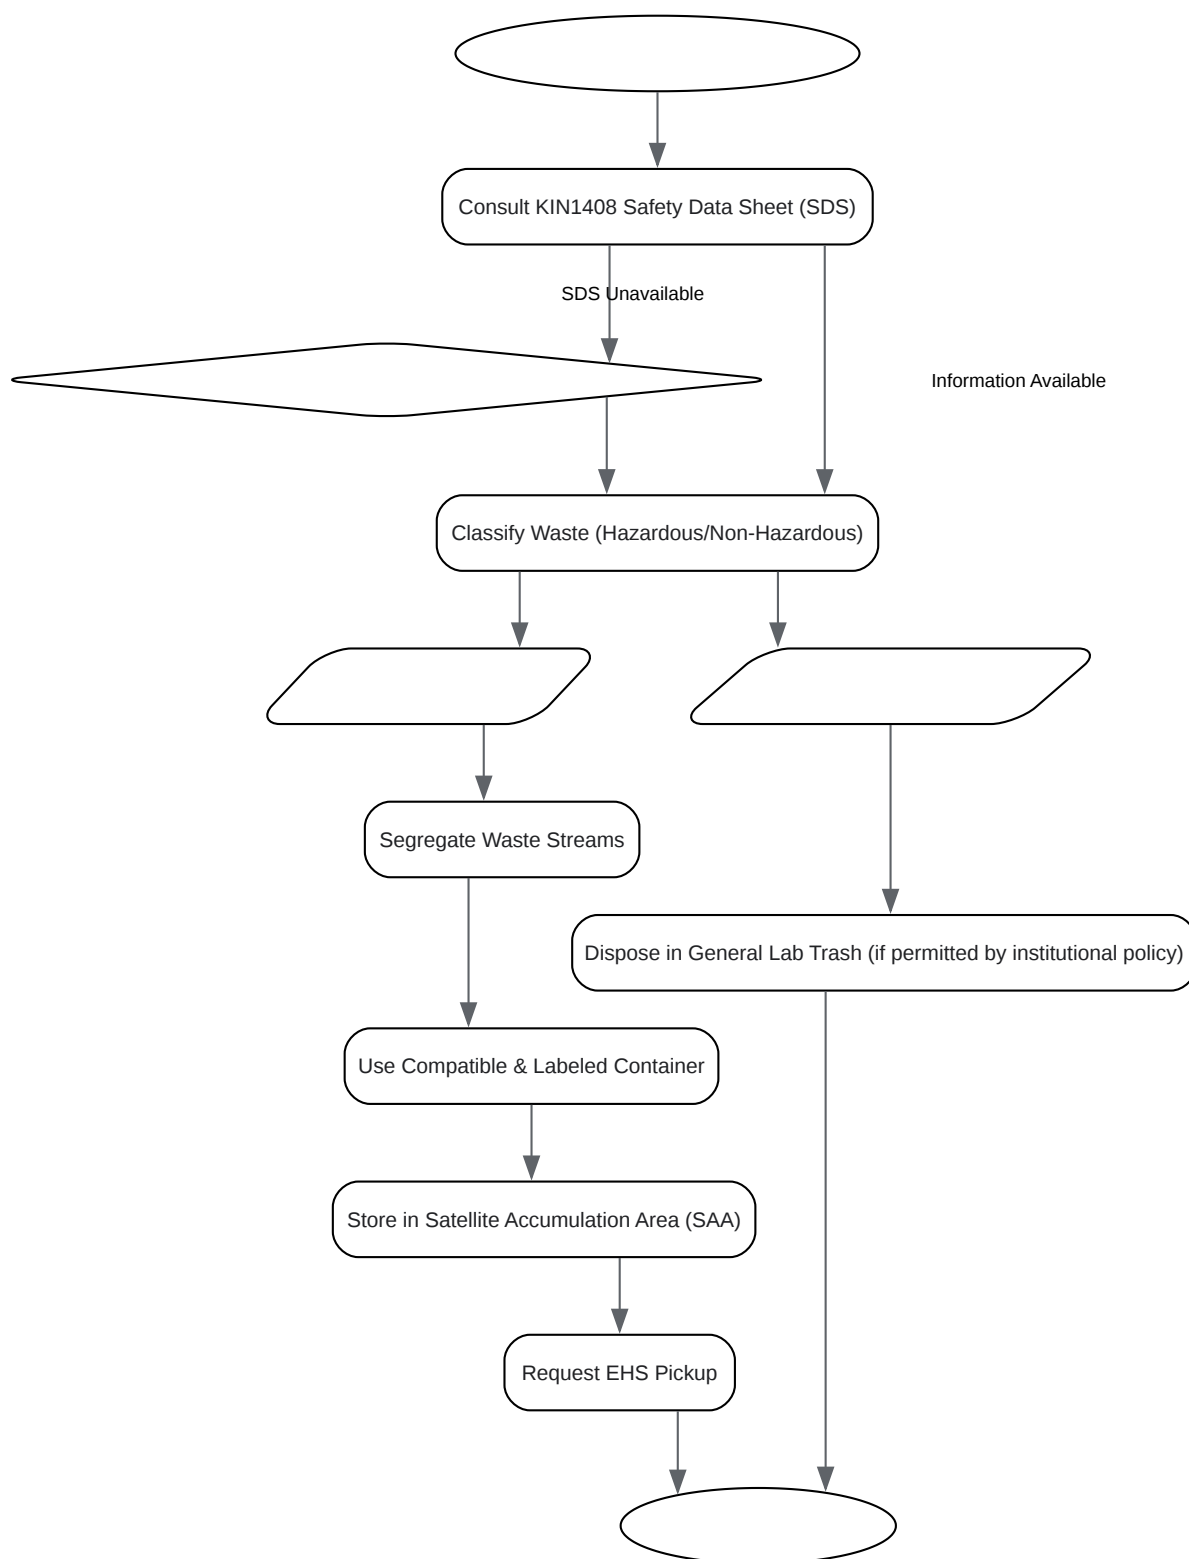 Consult KIN1408 Safety Data Sheet (SDS)
SDS Unavailable
Information Available
Classify Waste (Hazardous/Non-Hazardous)
Segregate Waste Streams
Dispose in General Lab Trash (if permitted by institutional policy)
Use Compatible & Labeled Container
Store in Satellite Accumulation Area (SAA)
Request EHS Pickup